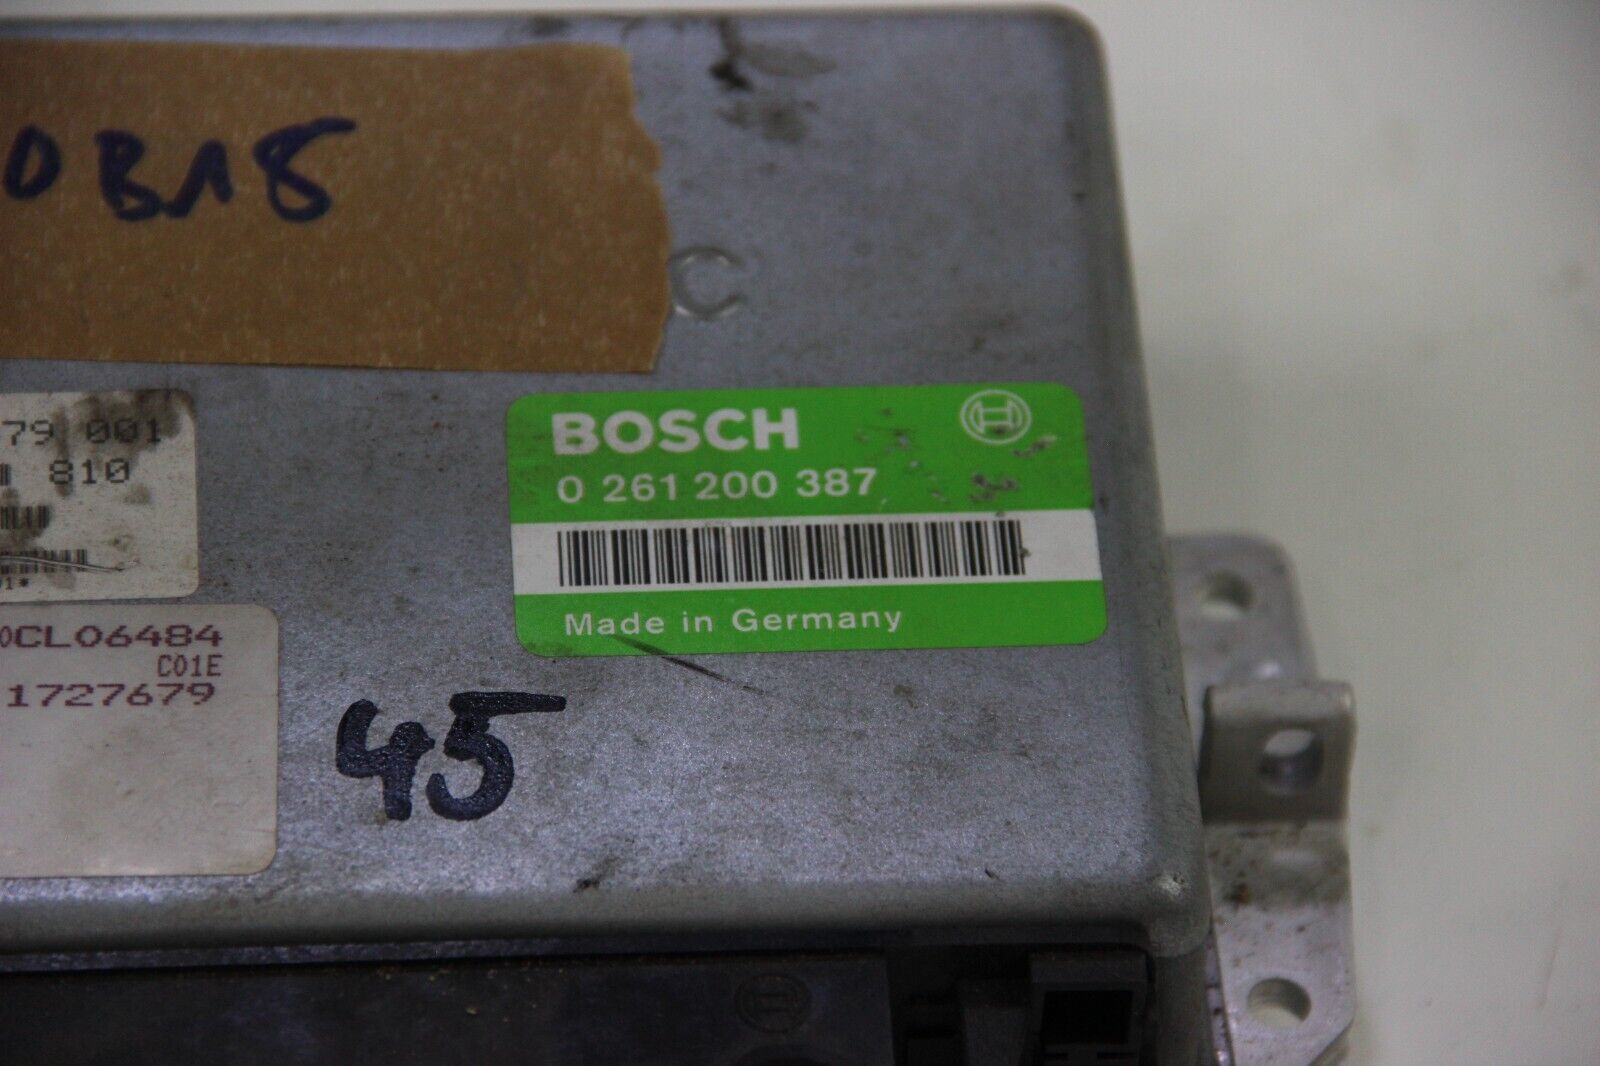 0B18
C
79 001
810
BOSCH
0 261 200 387
Made in Germany
0CL06484
C01E
1727679
45